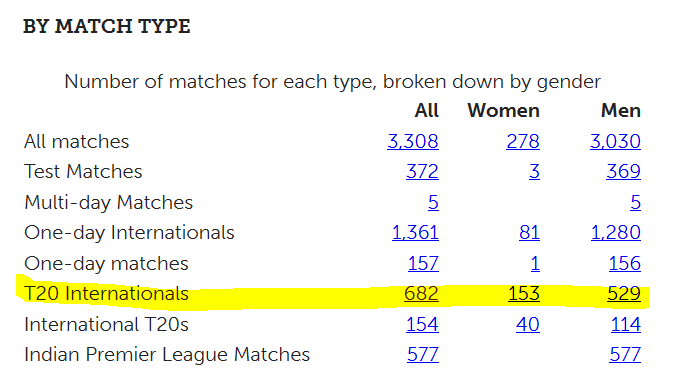 BY MATCH TYPE
Number of matches for each type, broken down by gender
All Women Men
All matches 3,308 278 3,030
Test Matches 372 3 369
Multi-day Matches 5 5
One-day Internationals 1,361 81 1,280
One-day matches 157 1 156
T20 Internationals 682 153 529
International T20s 154 40 114
Indian Premier League Matches 577 577